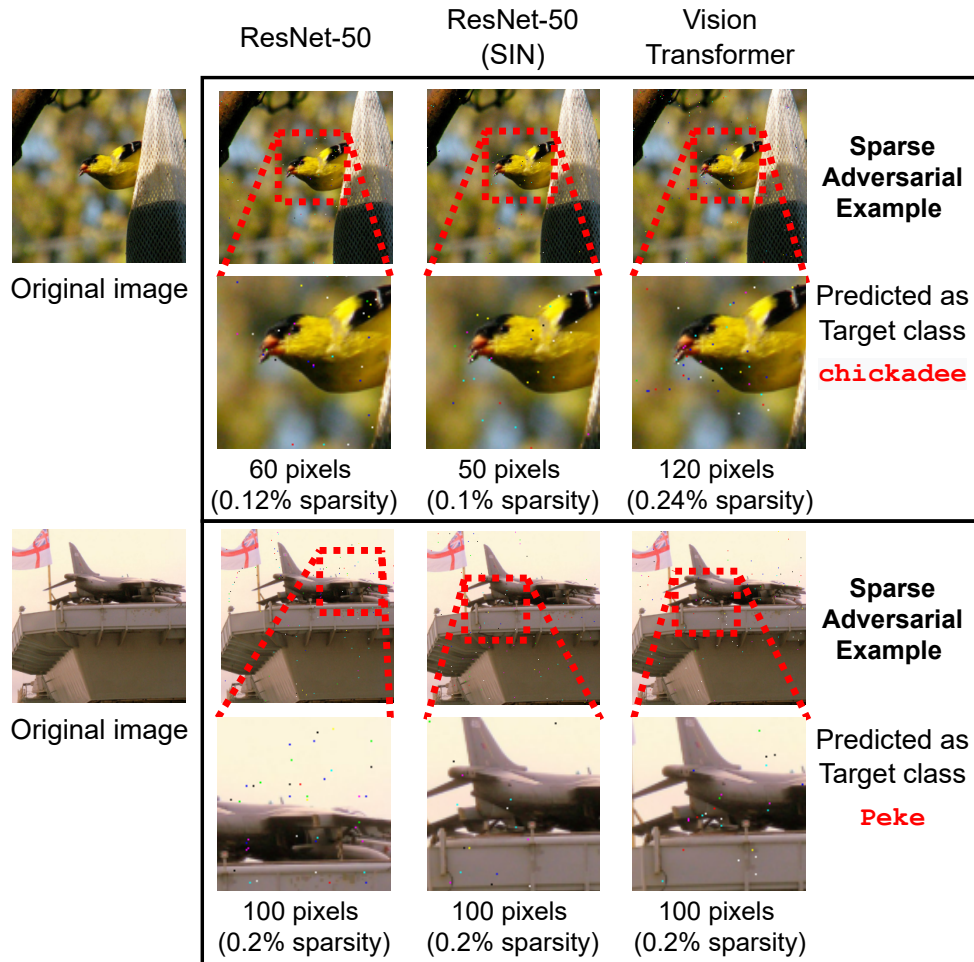 ResNet-50
ResNet-50
(SIN)
Vision
Transformer
Original image
Sparse
Adversarial
Example
Predicted as
Target class
chickadee
60 pixels
(0.12% sparsity)
50 pixels
(0.1% sparsity)
120 pixels
(0.24% sparsity)
Original image
Sparse
Adversarial
Example
Predicted as
Target class
Peke
100 pixels
(0.2% sparsity)
100 pixels
(0.2% sparsity)
100 pixels
(0.2% sparsity)